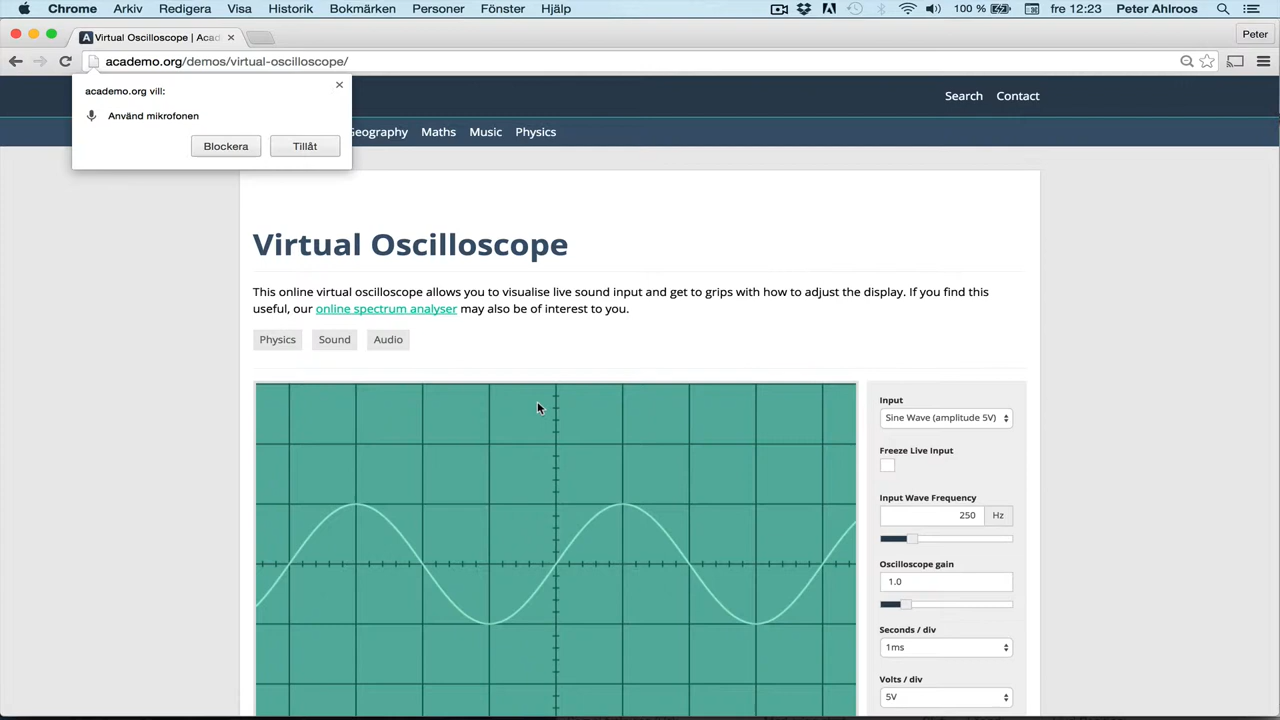 Chrome Arkiv Redigera Visa Historik Bokmärken Personer Fönster Hjälp 100 % fre 12:23 Peter Ahlroos
Virtual Oscilloscope | Acad
Peter
academo.org/demos/virtual-oscilloscope/
academo.org vill:
Använd mikrofonen
Blockera Tillåt
Search Contact
Geography Maths Music Physics
Virtual Oscilloscope
This online virtual oscilloscope allows you to visualise live sound input and get to grips with how to adjust the display. If you find this
useful, our online spectrum analyser may also be of interest to you.
Physics Sound Audio
Input
Sine Wave (amplitude 5V)
Freeze Live Input
Input Wave Frequency
250 Hz
Oscilloscope gain
1.0
Seconds / div
1ms
Volts / div
5V